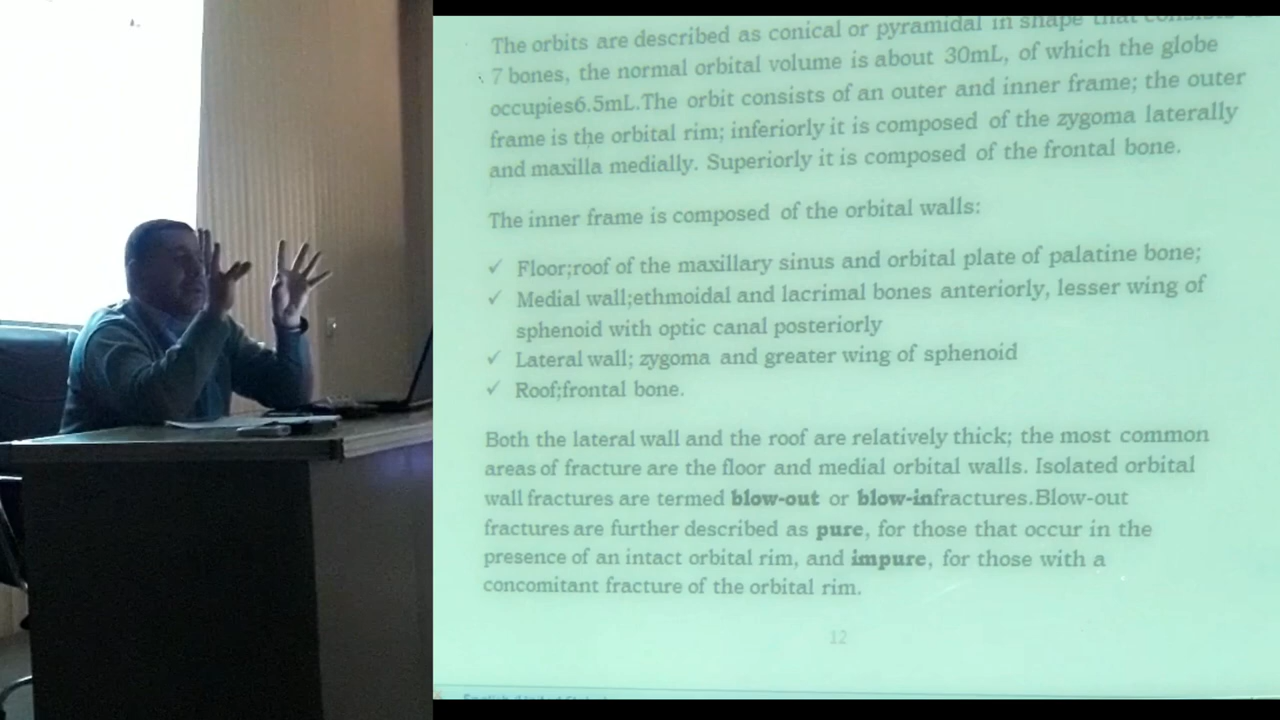 The orbits are described as conical or pyramidal in shape that consists
7 bones, the normal orbital volume is about 30mL, of which the globe
occupies6.5mL.The orbit consists of an outer and inner frame; the outer
frame is the orbital rim; inferiorly it is composed of the zygoma laterally
and maxilla medially. Superiorly it is composed of the frontal bone.
The inner frame is composed of the orbital walls:
✓ Floor;roof of the maxillary sinus and orbital plate of palatine bone;
✓ Medial wall;ethmoidal and lacrimal bones anteriorly, lesser wing of
sphenoid with optic canal posteriorly
✓ Lateral wall; zygoma and greater wing of sphenoid
✓ Roof;frontal bone.
Both the lateral wall and the roof are relatively thick; the most common
areas of fracture are the floor and medial orbital walls. Isolated orbital
wall fractures are termed blow-out or blow-infractures.Blow-out
fractures are further described as pure, for those that occur in the
presence of an intact orbital rim, and impure, for those with a
concomitant fracture of the orbital rim.
12